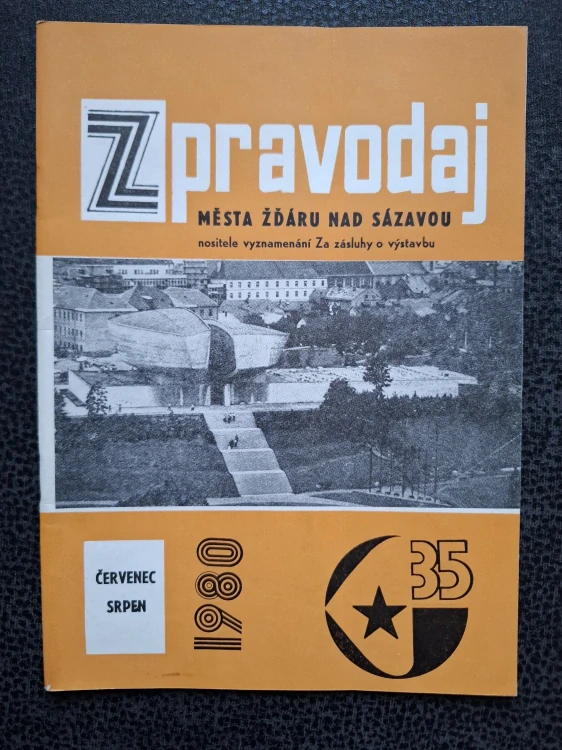 Zpravodaj
MĚSTA ŽĎÁRU NAD SÁZAVOU
nositele vyznamenání Za zásluhy o výstavbu
ČERVENEC
SRPEN
1980
35